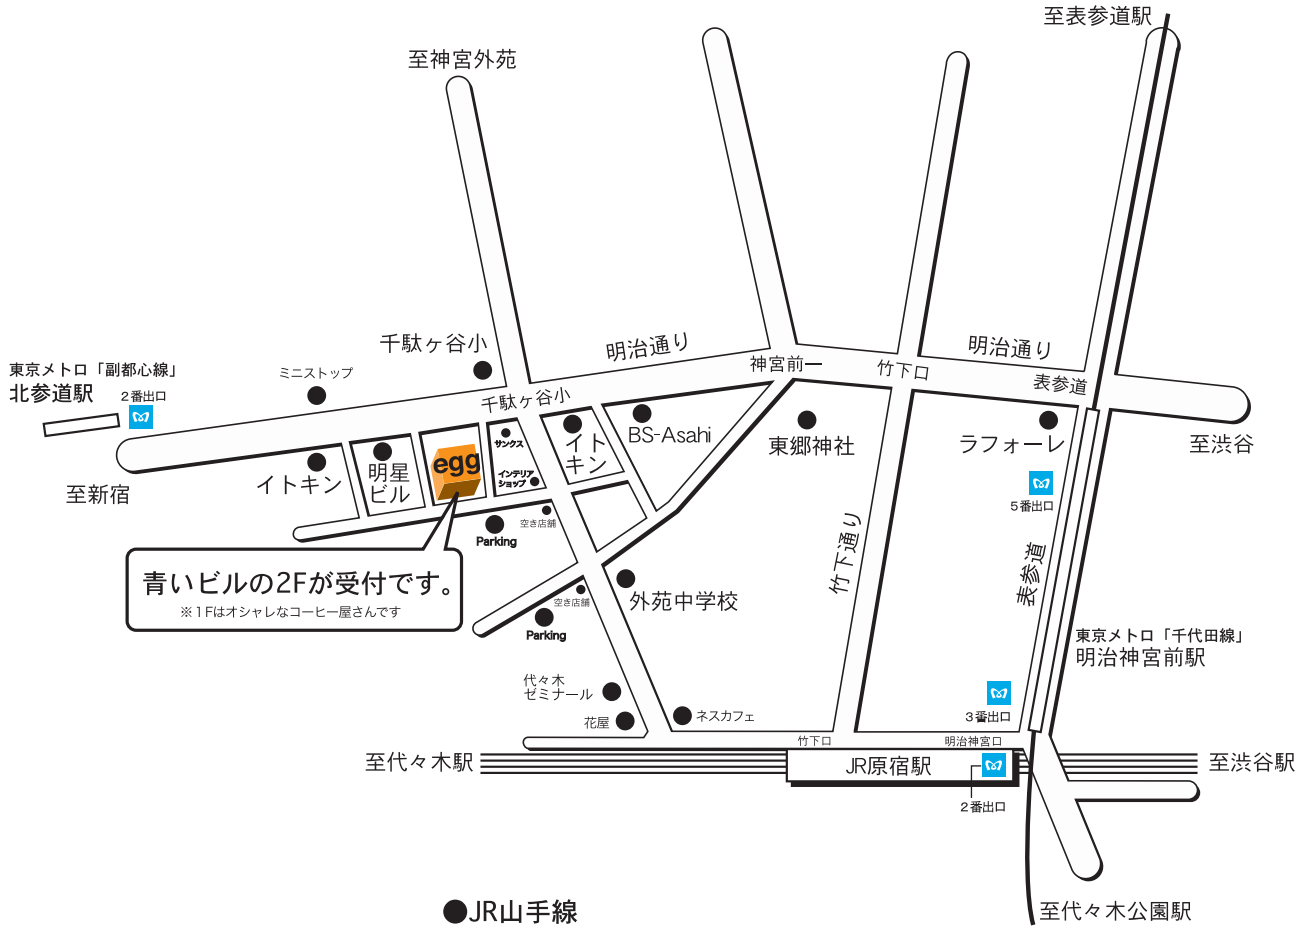 至表参道駅
至神宮外苑
千駄ヶ谷小
明治通り
明治通り
神宮前一
竹下口
表参道
東京メトロ「副都心線」
北参道駅
2番出口
ミニストップ
千駄ヶ谷小
BS-Asahi
東郷神社
ラフォーレ
至渋谷
イト
キン
サンクス
インテリア
ショップ
egg
明星
ビル
イトキン
至新宿
5番出口
空き店舗
Parking
竹下通り
表参道
青いビルの2Fが受付です。
※1Fはオシャレなコーヒー屋さんです
外苑中学校
空き店舗
Parking
東京メトロ「千代田線」
明治神宮前駅
代々木
ゼミナール
花屋
ネスカフェ
3番出口
竹下口
明治神宮口
至代々木駅
JR原宿駅
至渋谷駅
2番出口
至代々木公園駅
●JR山手線